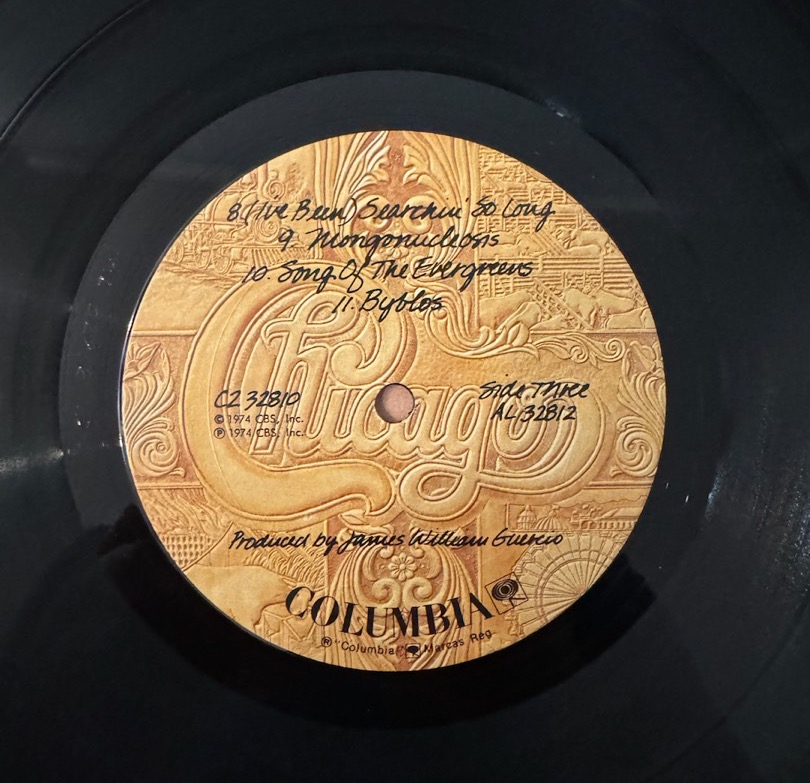 8. (I've Been) Searchin' So Long
9. Mongonucleosis
10. Song Of The Evergreens
11. Byblos
Chicago
C2 32810
Side Three
© 1974 CBS, Inc.
AL 32812
℗ 1974 CBS, Inc.
Produced by James William Guercio
COLUMBIA
® "Columbia" Marcas Reg.